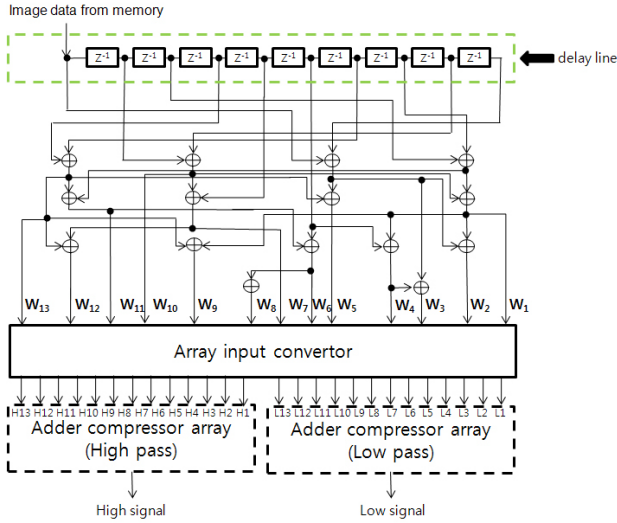 Image data from memory
Z-1 Z-1 Z-1 Z-1 Z-1 Z-1 Z-1 Z-1 Z-1
delay line
W13 W12 W11 W10 W9 W8 W7 W6 W5 W4 W3 W2 W1
Array input convertor
H13 H12 H11 H10 H9 H8 H7 H6 H5 H4 H3 H2 H1
L13 L12 L11 L10 L9 L8 L7 L6 L5 L4 L3 L2 L1
Adder compressor array
(High pass)
Adder compressor array
(Low pass)
High signal
Low signal